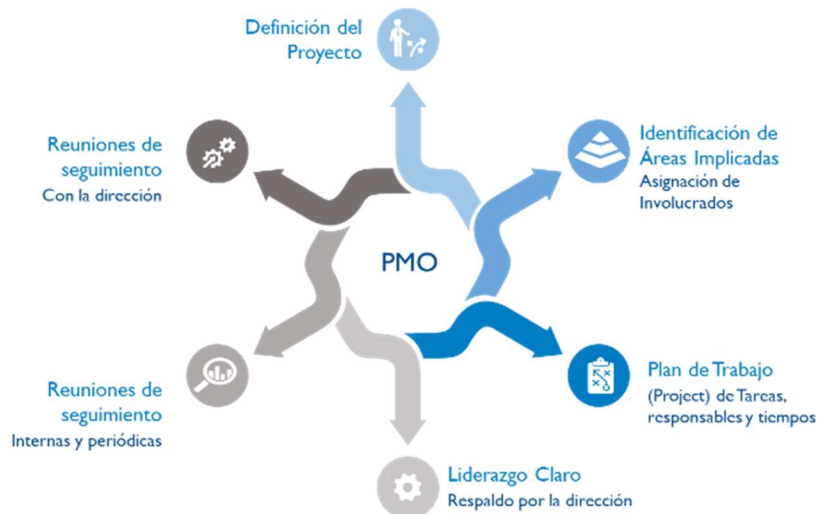 Definición del
Proyecto
Identificación de
Áreas Implicadas
Asignación de
Involucrados
Plan de Trabajo
(Project) de Tareas,
responsables y tiempos
Liderazgo Claro
Respaldo por la dirección
Reuniones de
seguimiento
Internas y periódicas
Reuniones de
seguimiento
Con la dirección
PMO